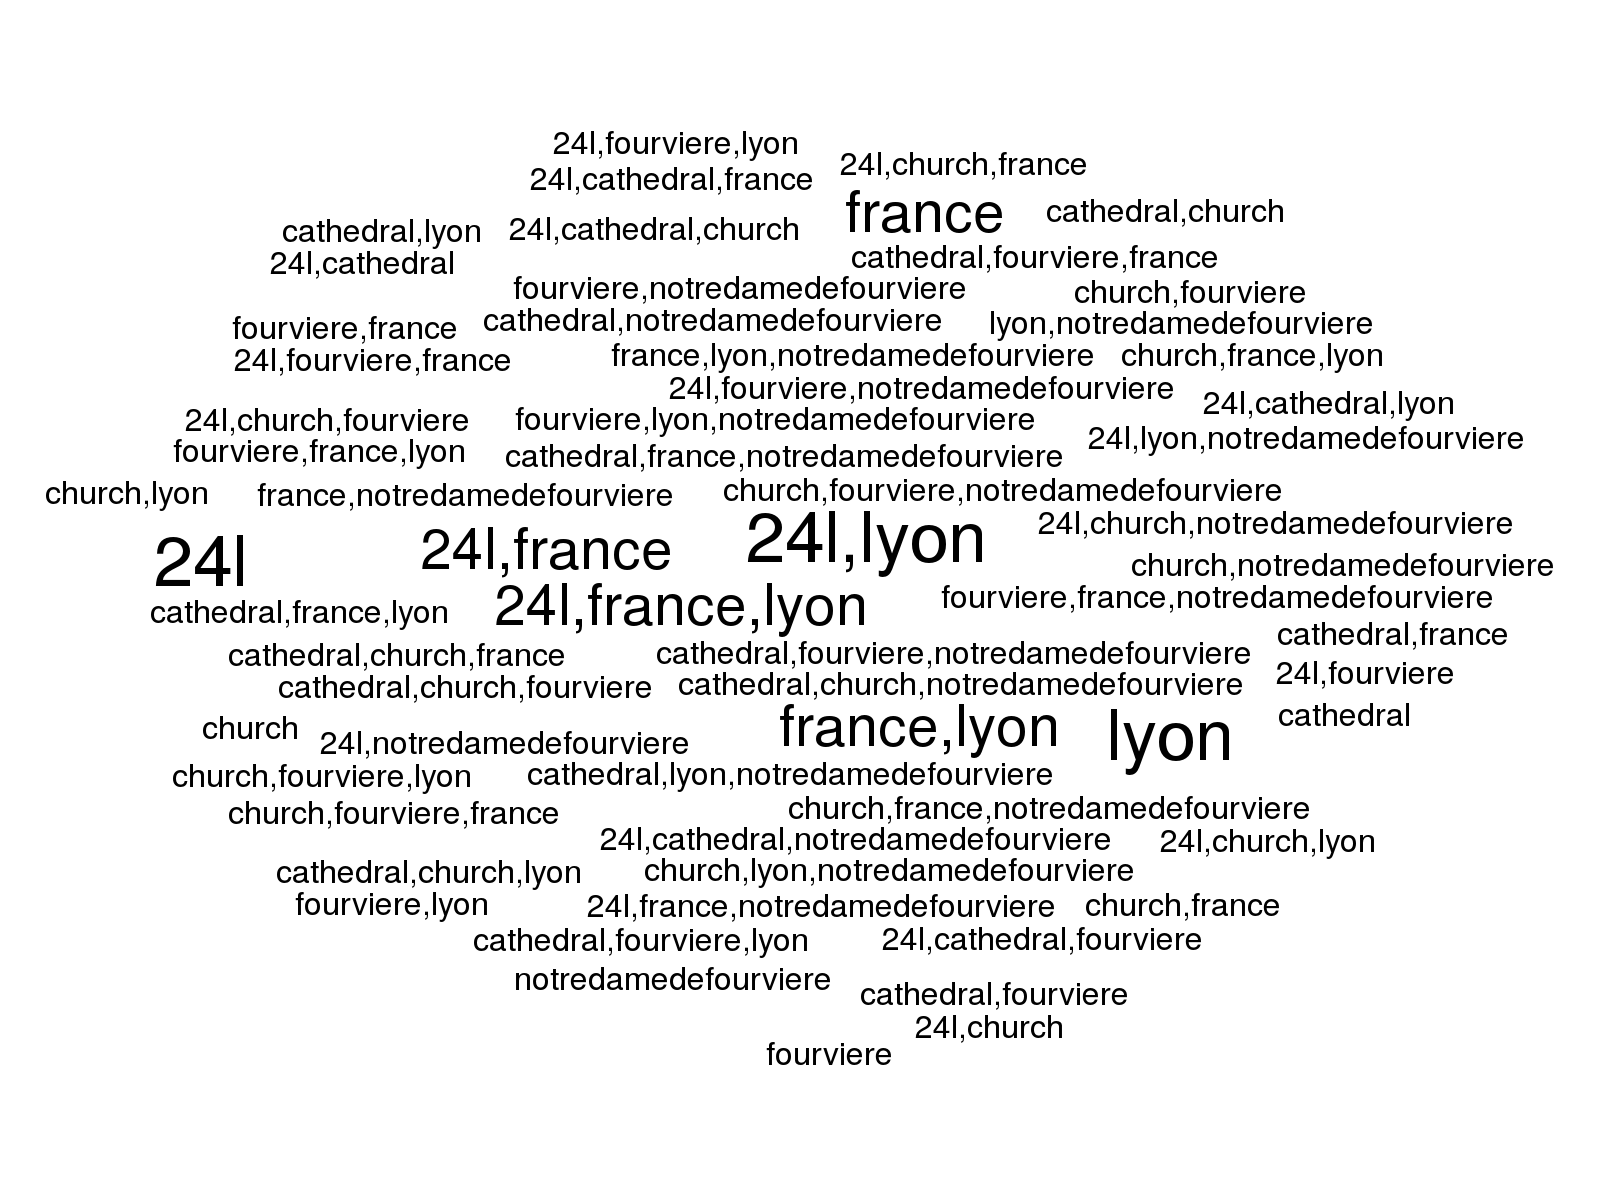 24l,fourviere,lyon
24l,church,france
24l,cathedral,france
france
cathedral,church
cathedral,lyon
24l,cathedral,church
24l,cathedral
cathedral,fourviere,france
fourviere,notredamedefourviere
church,fourviere
fourviere,france
cathedral,notredamedefourviere
lyon,notredamedefourviere
24l,fourviere,france
france,lyon,notredamedefourviere
church,france,lyon
24l,fourviere,notredamedefourviere
24l,cathedral,lyon
24l,church,fourviere
fourviere,lyon,notredamedefourviere
24l,lyon,notredamedefourviere
fourviere,france,lyon
cathedral,france,notredamedefourviere
church,lyon
france,notredamedefourviere
church,fourviere,notredamedefourviere
24l,church,notredamedefourviere
24l
24l,france
24l,lyon
church,notredamedefourviere
cathedral,france,lyon
24l,france,lyon
fourviere,france,notredamedefourviere
cathedral,france
cathedral,church,france
cathedral,fourviere,notredamedefourviere
24l,fourviere
cathedral,church,fourviere
cathedral,church,notredamedefourviere
cathedral
church
24l,notredamedefourviere
france,lyon
lyon
church,fourviere,lyon
cathedral,lyon,notredamedefourviere
church,fourviere,france
church,france,notredamedefourviere
24l,cathedral,notredamedefourviere
24l,church,lyon
cathedral,church,lyon
church,lyon,notredamedefourviere
fourviere,lyon
24l,france,notredamedefourviere
church,france
cathedral,fourviere,lyon
24l,cathedral,fourviere
notredamedefourviere
cathedral,fourviere
24l,church
fourviere